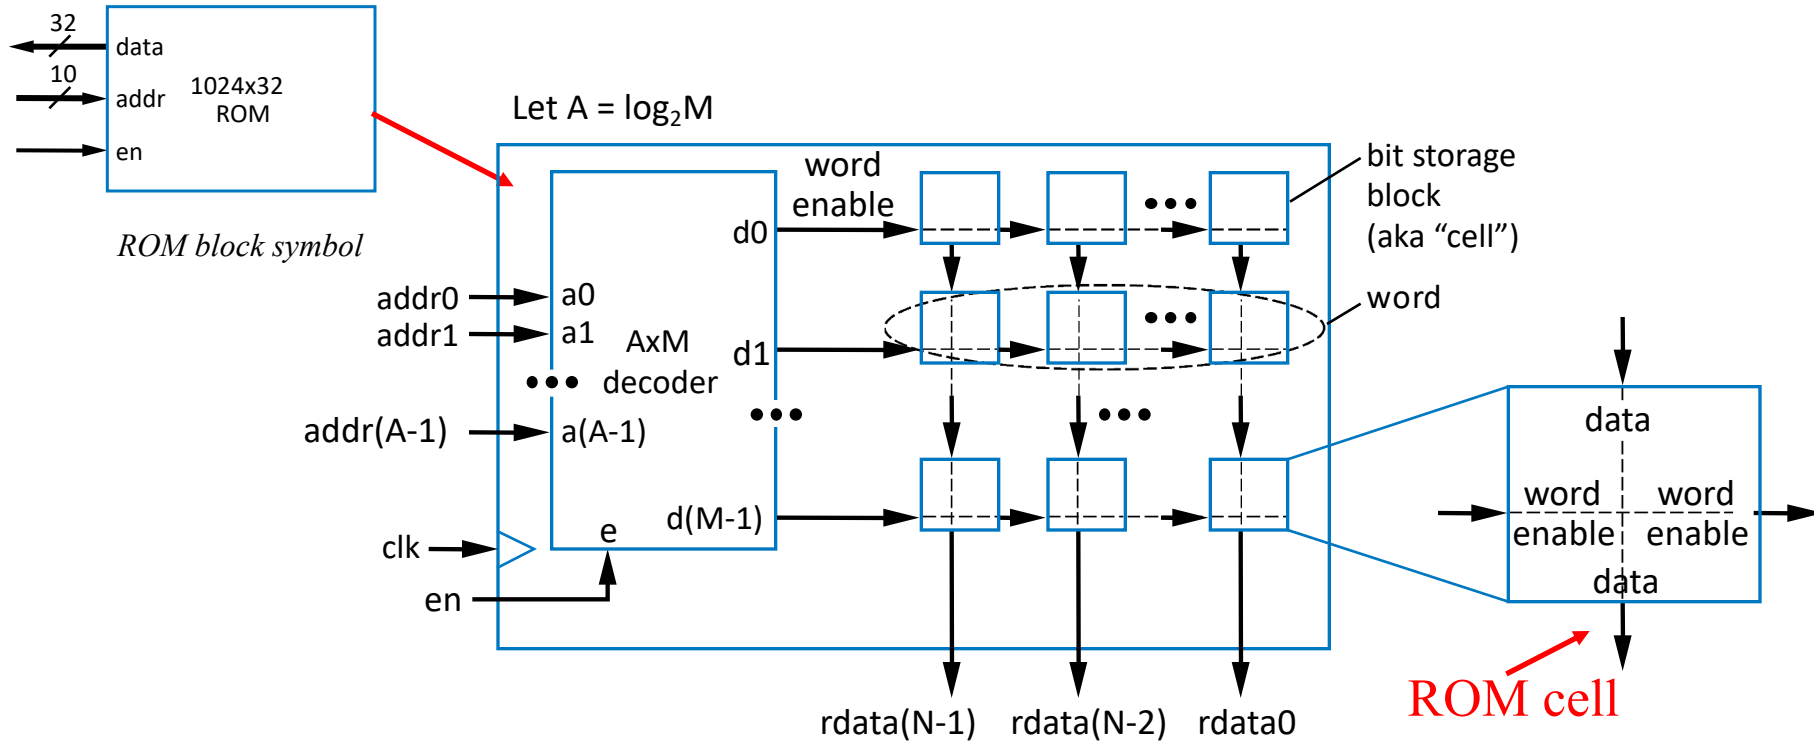 32
data
10
addr
1024x32
ROM
en
ROM block symbol
Let A = log₂M
word
enable
bit storage
block
(aka “cell”)
d0
addr0
a0
addr1
a1
AxM
decoder
d1
word
addr(A-1)
a(A-1)
d(M-1)
clk
e
en
data
word
enable
word
enable
data
ROM cell
rdata(N-1)
rdata(N-2)
rdata0